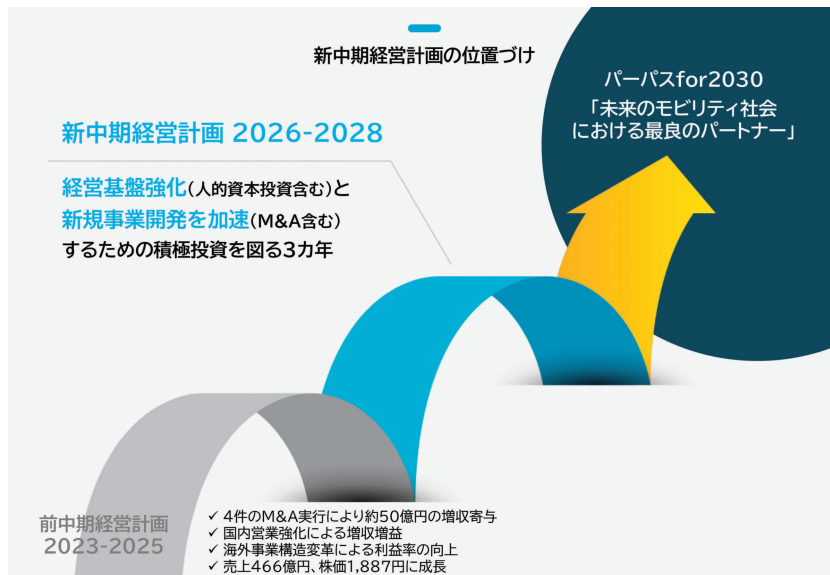 新中期経営計画の位置づけ
パーパスfor2030
「未来のモビリティ社会
における最良のパートナー」
新中期経営計画 2026-2028
経営基盤強化(人的資本投資含む)と
新規事業開発を加速(M&A含む)
するための積極投資を図る3カ年
前中期経営計画
2023-2025
✓ 4件のM&A実行により約50億円の増収寄与
✓ 国内営業強化による増収増益
✓ 海外事業構造変革による利益率の向上
✓ 売上466億円、株価1,887円に成長